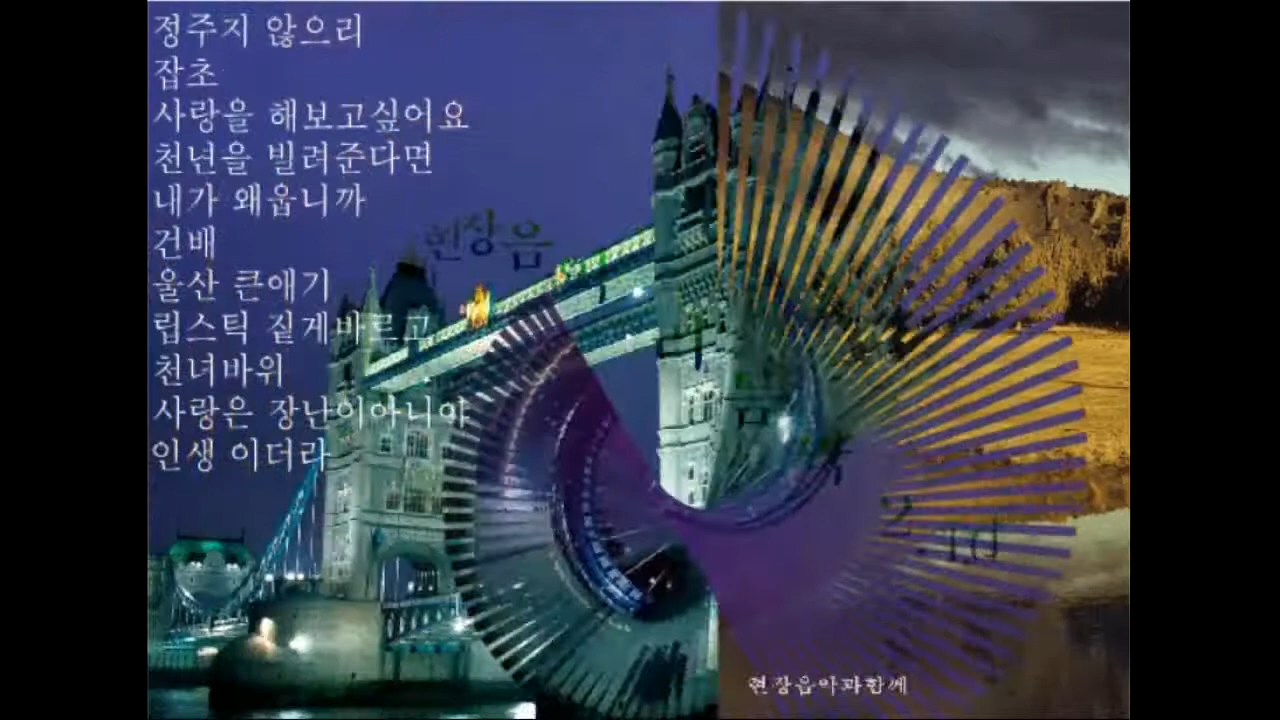 정주지 않으리
잡초
사랑을 해보고싶어요
천년을 빌려준다면
내가 왜웁니까
건배
울산 큰애기
립스틱 짙게바르고
천녀바위
사랑은 장난이아니야
인생 이더라
현장음
현장음악과함께